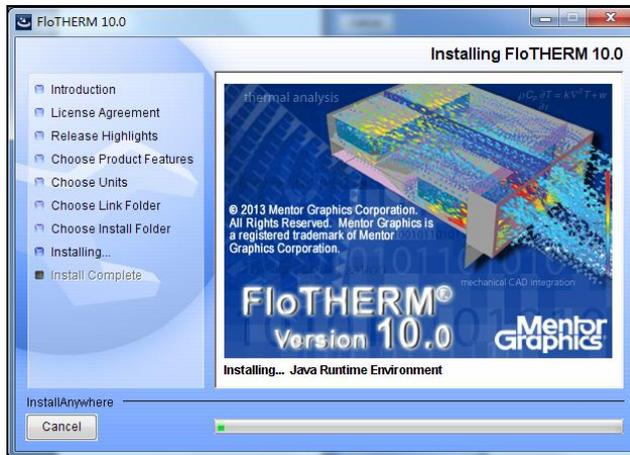 FloTHERM 10.0
Installing FloTHERM 10.0
Introduction
License Agreement
Release Highlights
Choose Product Features
Choose Units
Choose Link Folder
Choose Install Folder
Installing...
Install Complete
thermal analysis
© 2013 Mentor Graphics Corporation.
All Rights Reserved. Mentor Graphics is
a registered trademark of Mentor
Graphics Corporation.
mechanical CAD integration
FloTHERM®
Version 10.0
Mentor
Graphics
Installing... Java Runtime Environment
InstallAnywhere
Cancel